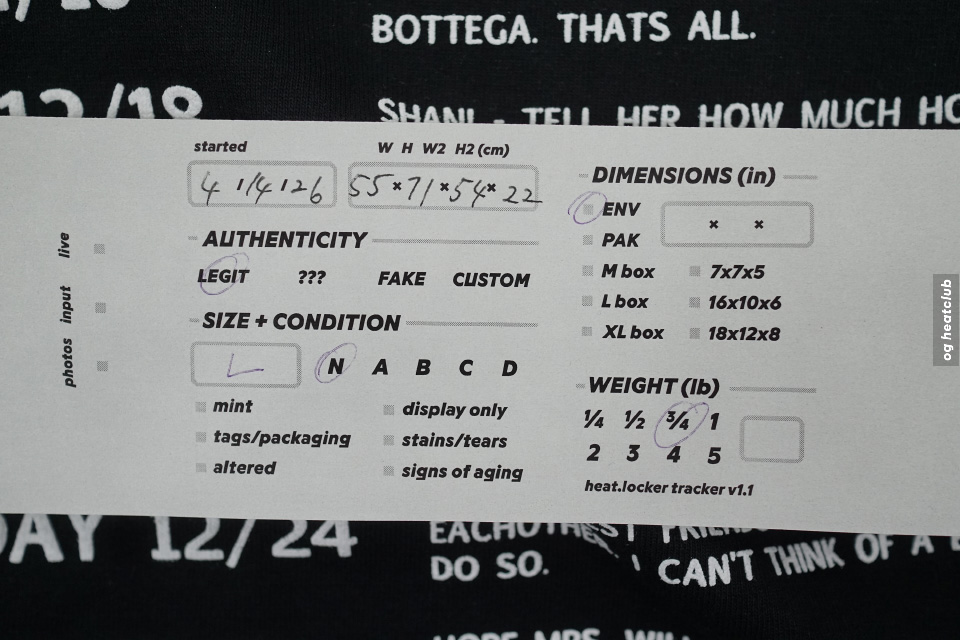 BOTTEGA. THATS ALL.
12/18
SHANI - TELL HER HOW MUCH
started
4/14/26
W H W2 H2 (cm)
55 × 71 × 54 × 22
AUTHENTICITY
LEGIT ??? FAKE CUSTOM
SIZE + CONDITION
L N A B C D
mint
tags/packaging
altered
display only
stains/tears
signs of aging
live
input
photos
DIMENSIONS (in)
ENV × ×
PAK
M box 7x7x5
L box 16x10x6
XL box 18x12x8
WEIGHT (lb)
¼ ½ ¾ 1
2 3 4 5
heat.locker tracker v1.1
og heatclub
DAY 12/24
DO SO.
I CAN'T THINK OF A